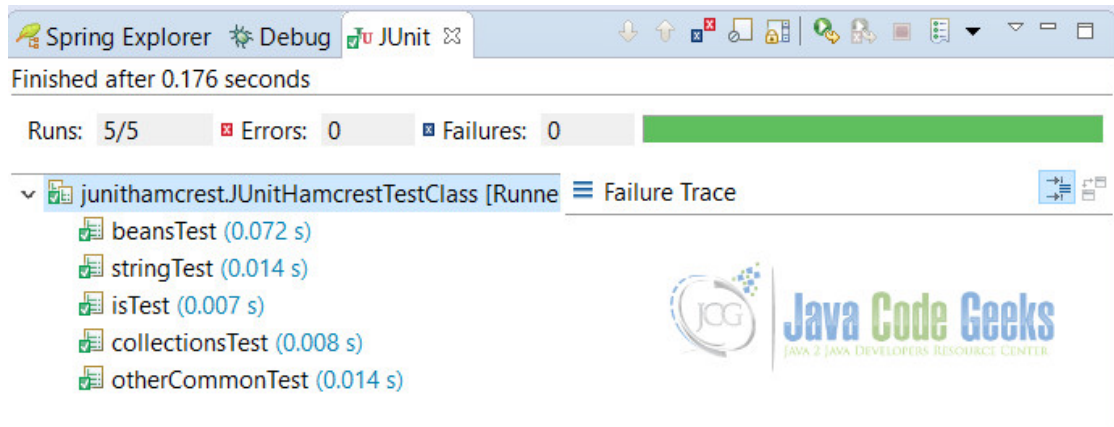 Spring Explorer Debug JUnit
Finished after 0.176 seconds
Runs: 5/5 Errors: 0 Failures: 0
junithamcrest.JUnitHamcrestTestClass [Runne
Failure Trace
beansTest (0.072 s)
stringTest (0.014 s)
isTest (0.007 s)
collectionsTest (0.008 s)
otherCommonTest (0.014 s)
JCG
Java Code Geeks
JAVA 2 JAVA DEVELOPERS RESOURCE CENTER